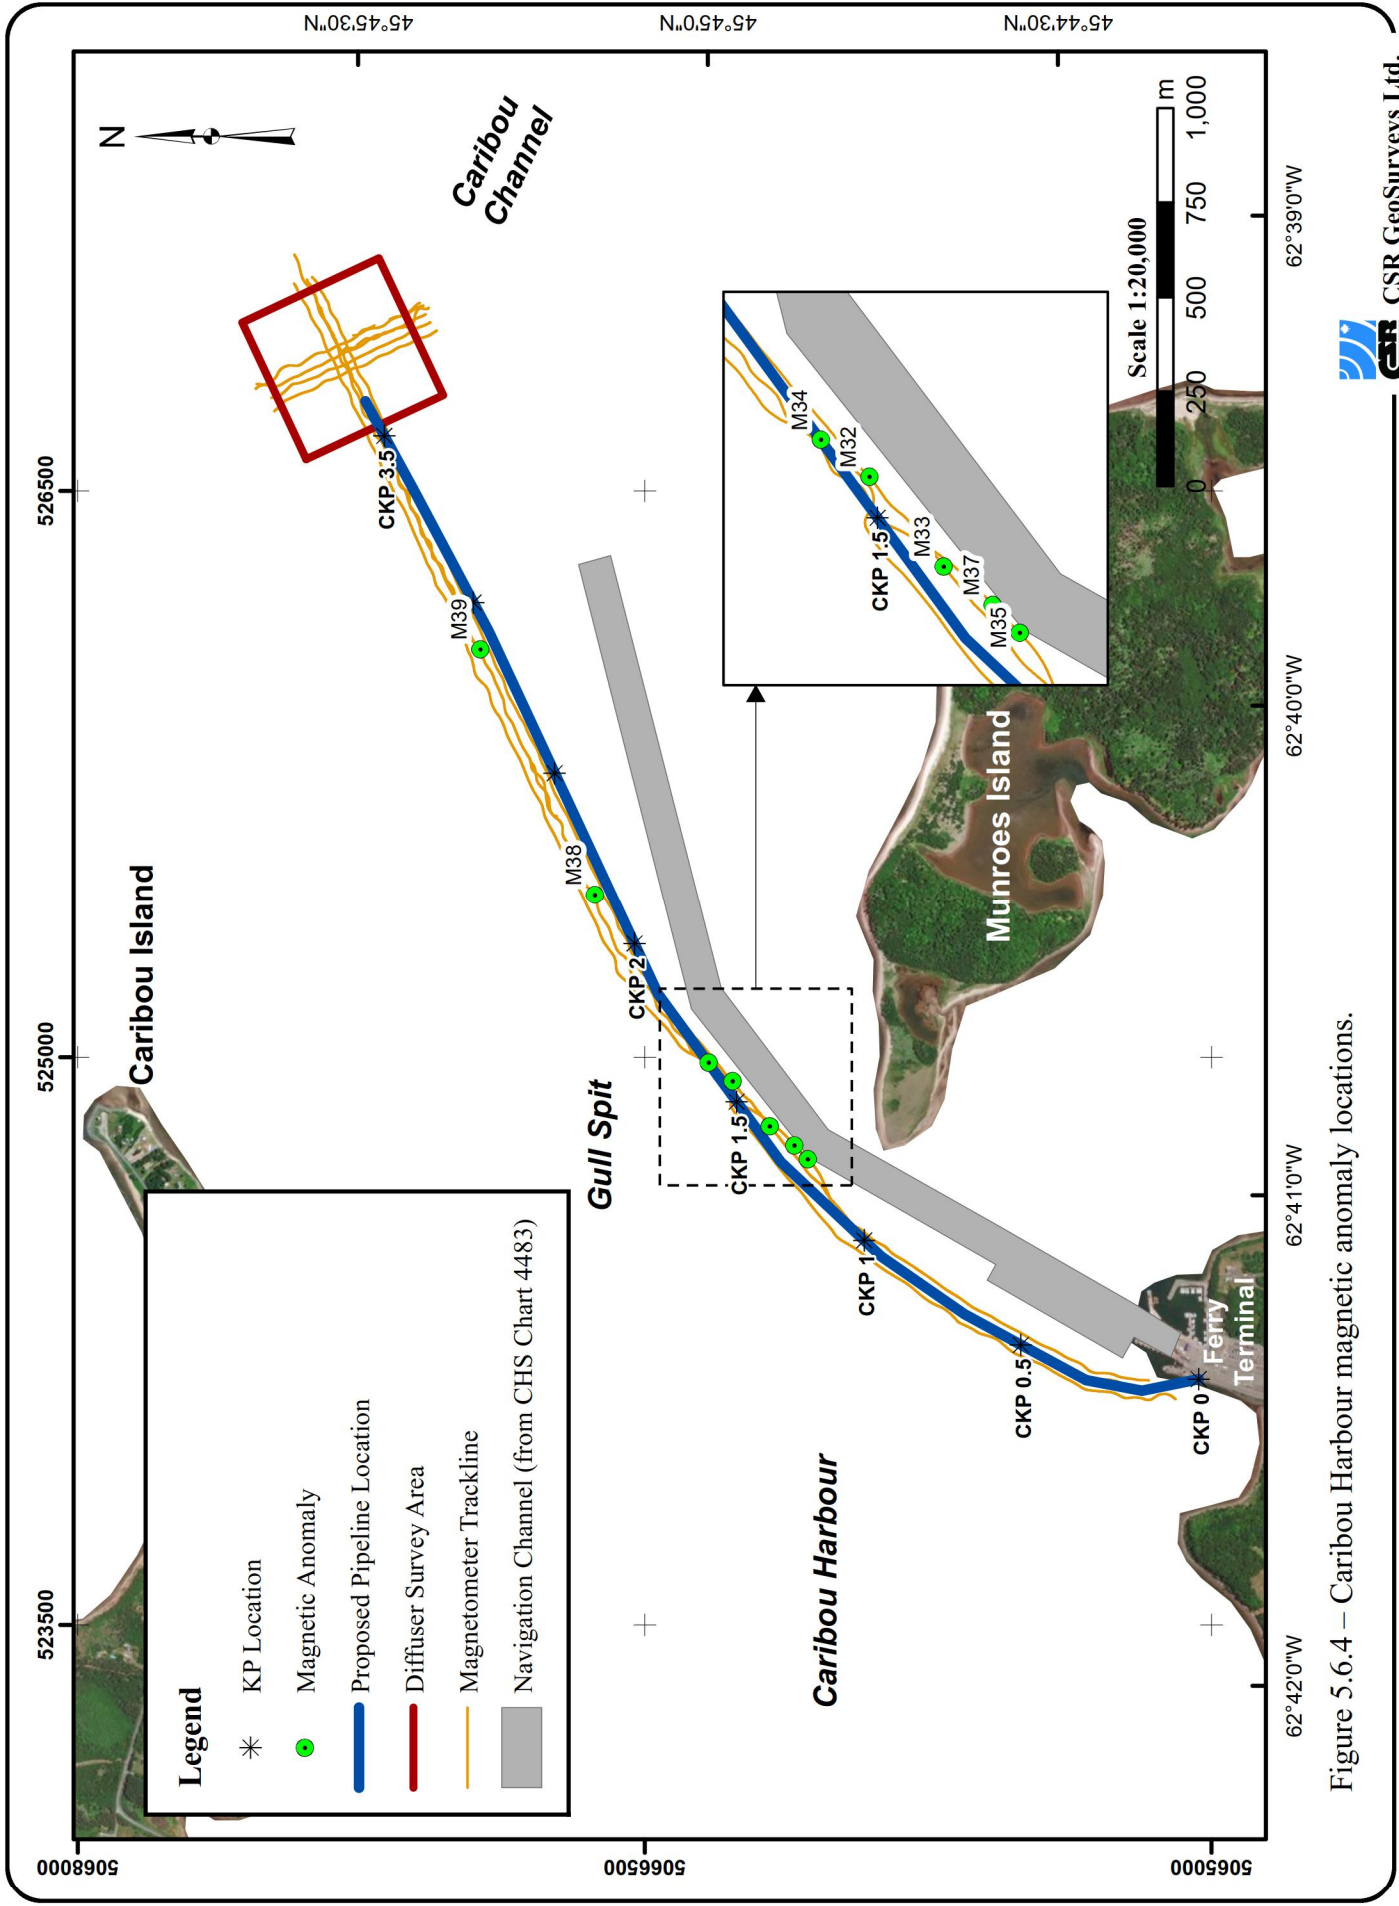 523500
525000
526500
5068000
5066500
5065000
45°45'30"N
45°45'0"N
45°44'30"N
62°42'0"W
62°41'0"W
62°40'0"W
62°39'0"W
N
Caribou Island
Caribou
Channel
Gull Spit
Caribou Harbour
Munroes Island
Ferry
Terminal
CKP 0
CKP 0.5
CKP 1
CKP 1.5
CKP 2
CKP 3.5
M38
M39
M34
M32
CKP 1.5
M33
M37
M35
Legend
KP Location
Magnetic Anomaly
Proposed Pipeline Location
Diffuser Survey Area
Magnetometer Trackline
Navigation Channel (from CHS Chart 4483)
Scale 1:20,000
m
0 250 500 750 1,000
Figure 5.6.4 – Caribou Harbour magnetic anomaly locations.
CSR CSR GeoSurveys Ltd.